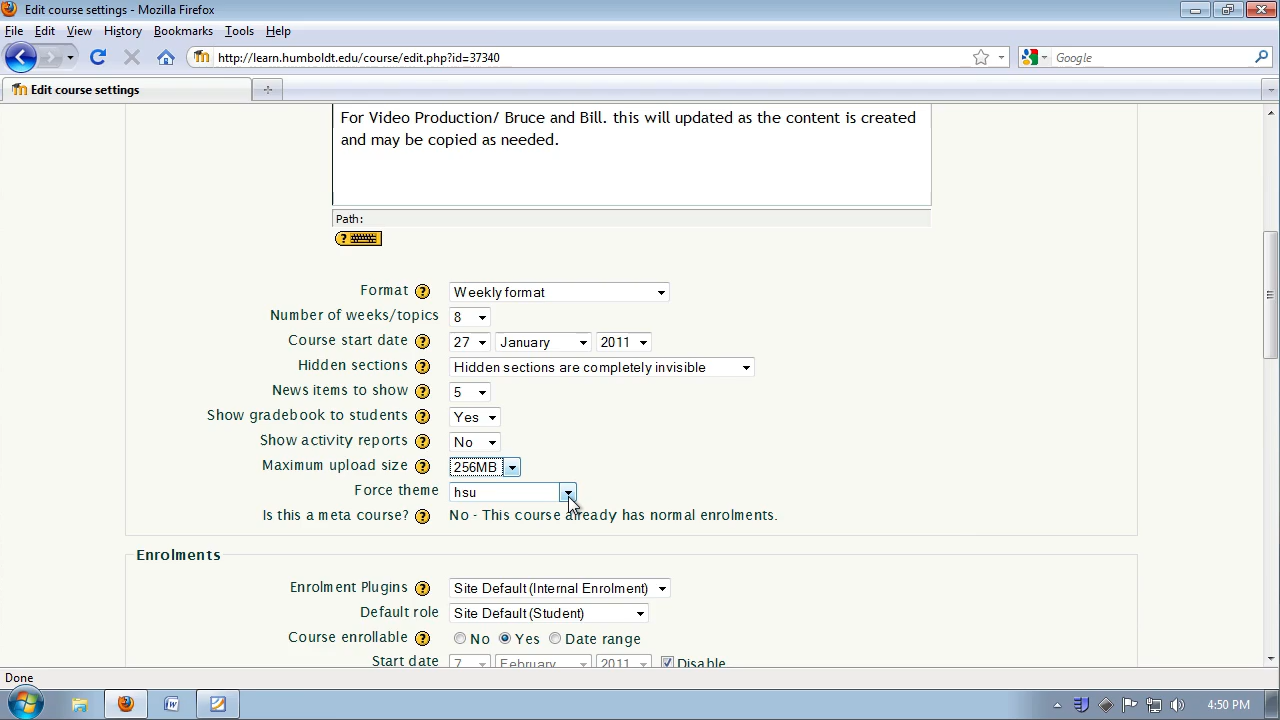 Edit course settings - Mozilla Firefox
File Edit View History Bookmarks Tools Help
http://learn.humboldt.edu/course/edit.php?id=37340
Google
Edit course settings
For Video Production/ Bruce and Bill. this will updated as the content is created
and may be copied as needed.
Path:
?
Format ? Weekly format
Number of weeks/topics 8
Course start date ? 27 January 2011
Hidden sections ? Hidden sections are completely invisible
News items to show ? 5
Show gradebook to students ? Yes
Show activity reports ? No
Maximum upload size ? 256MB
Force theme hsu
Is this a meta course? ? No - This course already has normal enrolments.
Enrolments
Enrolment Plugins ? Site Default (Internal Enrolment)
Default role Site Default (Student)
Course enrollable ? No Yes Date range
Start date 7 February 2011 Disable
Done
4:50 PM